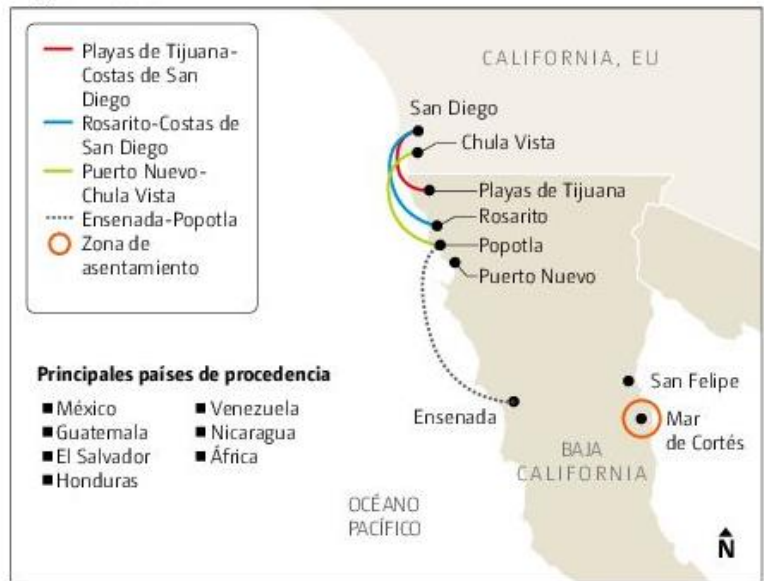 Playas de Tijuana-
Costas de San
Diego
Rosarito-Costas de
San Diego
Puerto Nuevo-
Chula Vista
Ensenada-Popotla
Zona de
asentamiento
CALIFORNIA, EU
San Diego
Chula Vista
Playas de Tijuana
Rosarito
Popotla
Puerto Nuevo
San Felipe
Mar
de Cortés
Ensenada
BAJA
CALIFORNIA
OCÉANO
PACÍFICO
N
Principales países de procedencia
México
Guatemala
El Salvador
Honduras
Venezuela
Nicaragua
África